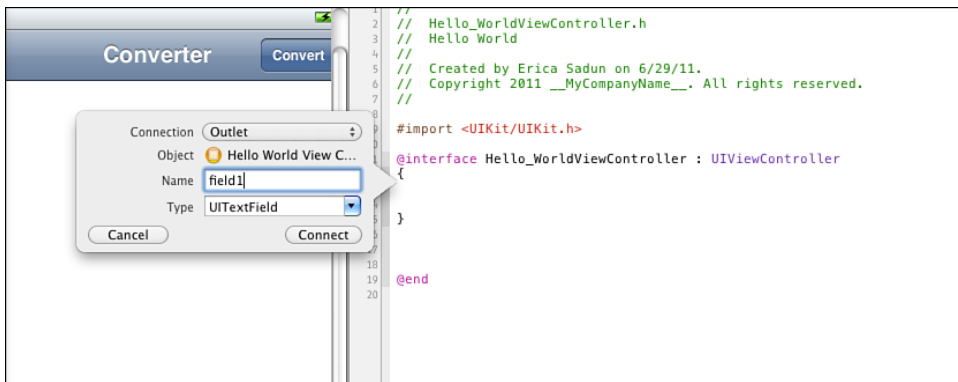 Converter
Convert
Connection Outlet
Object Hello World View C...
Name field1
Type UITextField
Cancel Connect
1 //
2 // Hello_WorldViewController.h
3 // Hello World
4 //
5 // Created by Erica Sadun on 6/29/11.
6 // Copyright 2011 __MyCompanyName__. All rights reserved.
7 //
8
#import <UIKit/UIKit.h>
@interface Hello_WorldViewController : UIViewController
{
}
18
19 @end
20